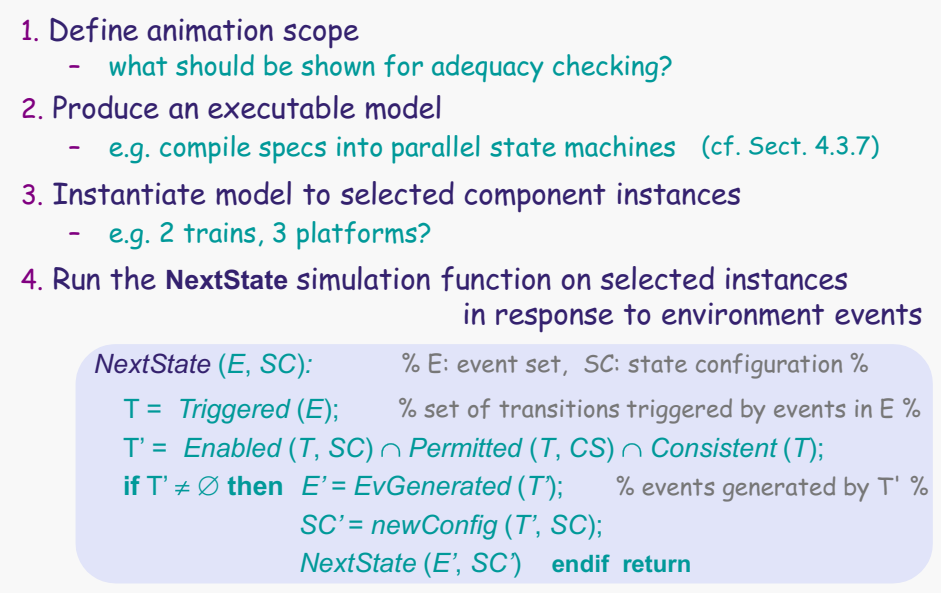 1. Define animation scope
– what should be shown for adequacy checking?
2. Produce an executable model
– e.g. compile specs into parallel state machines (cf. Sect. 4.3.7)
3. Instantiate model to selected component instances
– e.g. 2 trains, 3 platforms?
4. Run the NextState simulation function on selected instances
in response to environment events
NextState (E, SC): % E: event set, SC: state configuration %
T = Triggered (E); % set of transitions triggered by events in E %
T’ = Enabled (T, SC) ∩ Permitted (T, CS) ∩ Consistent (T);
if T’ ≠ ∅ then E’ = EvGenerated (T’); % events generated by T' %
SC’ = newConfig (T’, SC);
NextState (E’, SC’) endif return